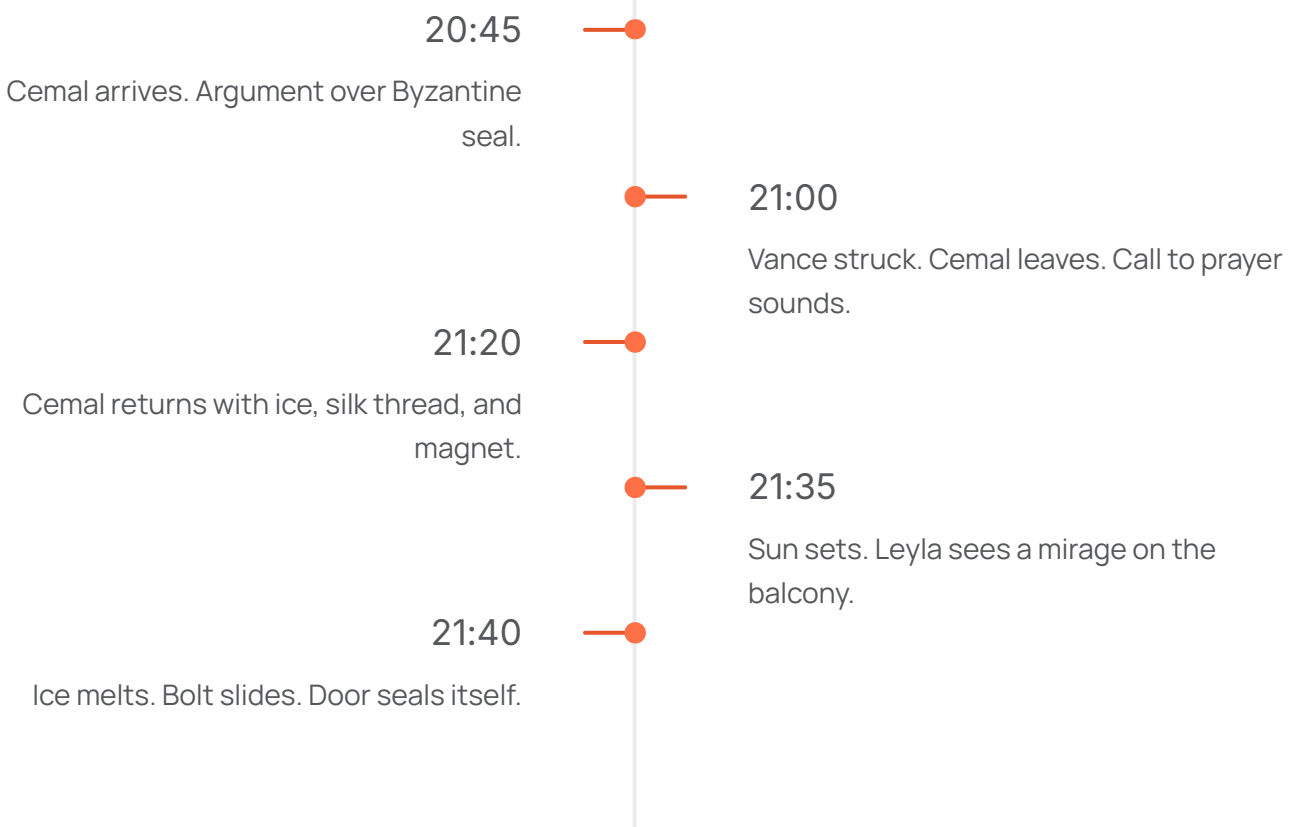 20:45
Cemal arrives. Argument over Byzantine
seal.
21:00
Vance struck. Cemal leaves. Call to prayer
sounds.
21:20
Cemal returns with ice, silk thread, and
magnet.
21:35
Sun sets. Leyla sees a mirage on the
balcony.
21:40
Ice melts. Bolt slides. Door seals itself.